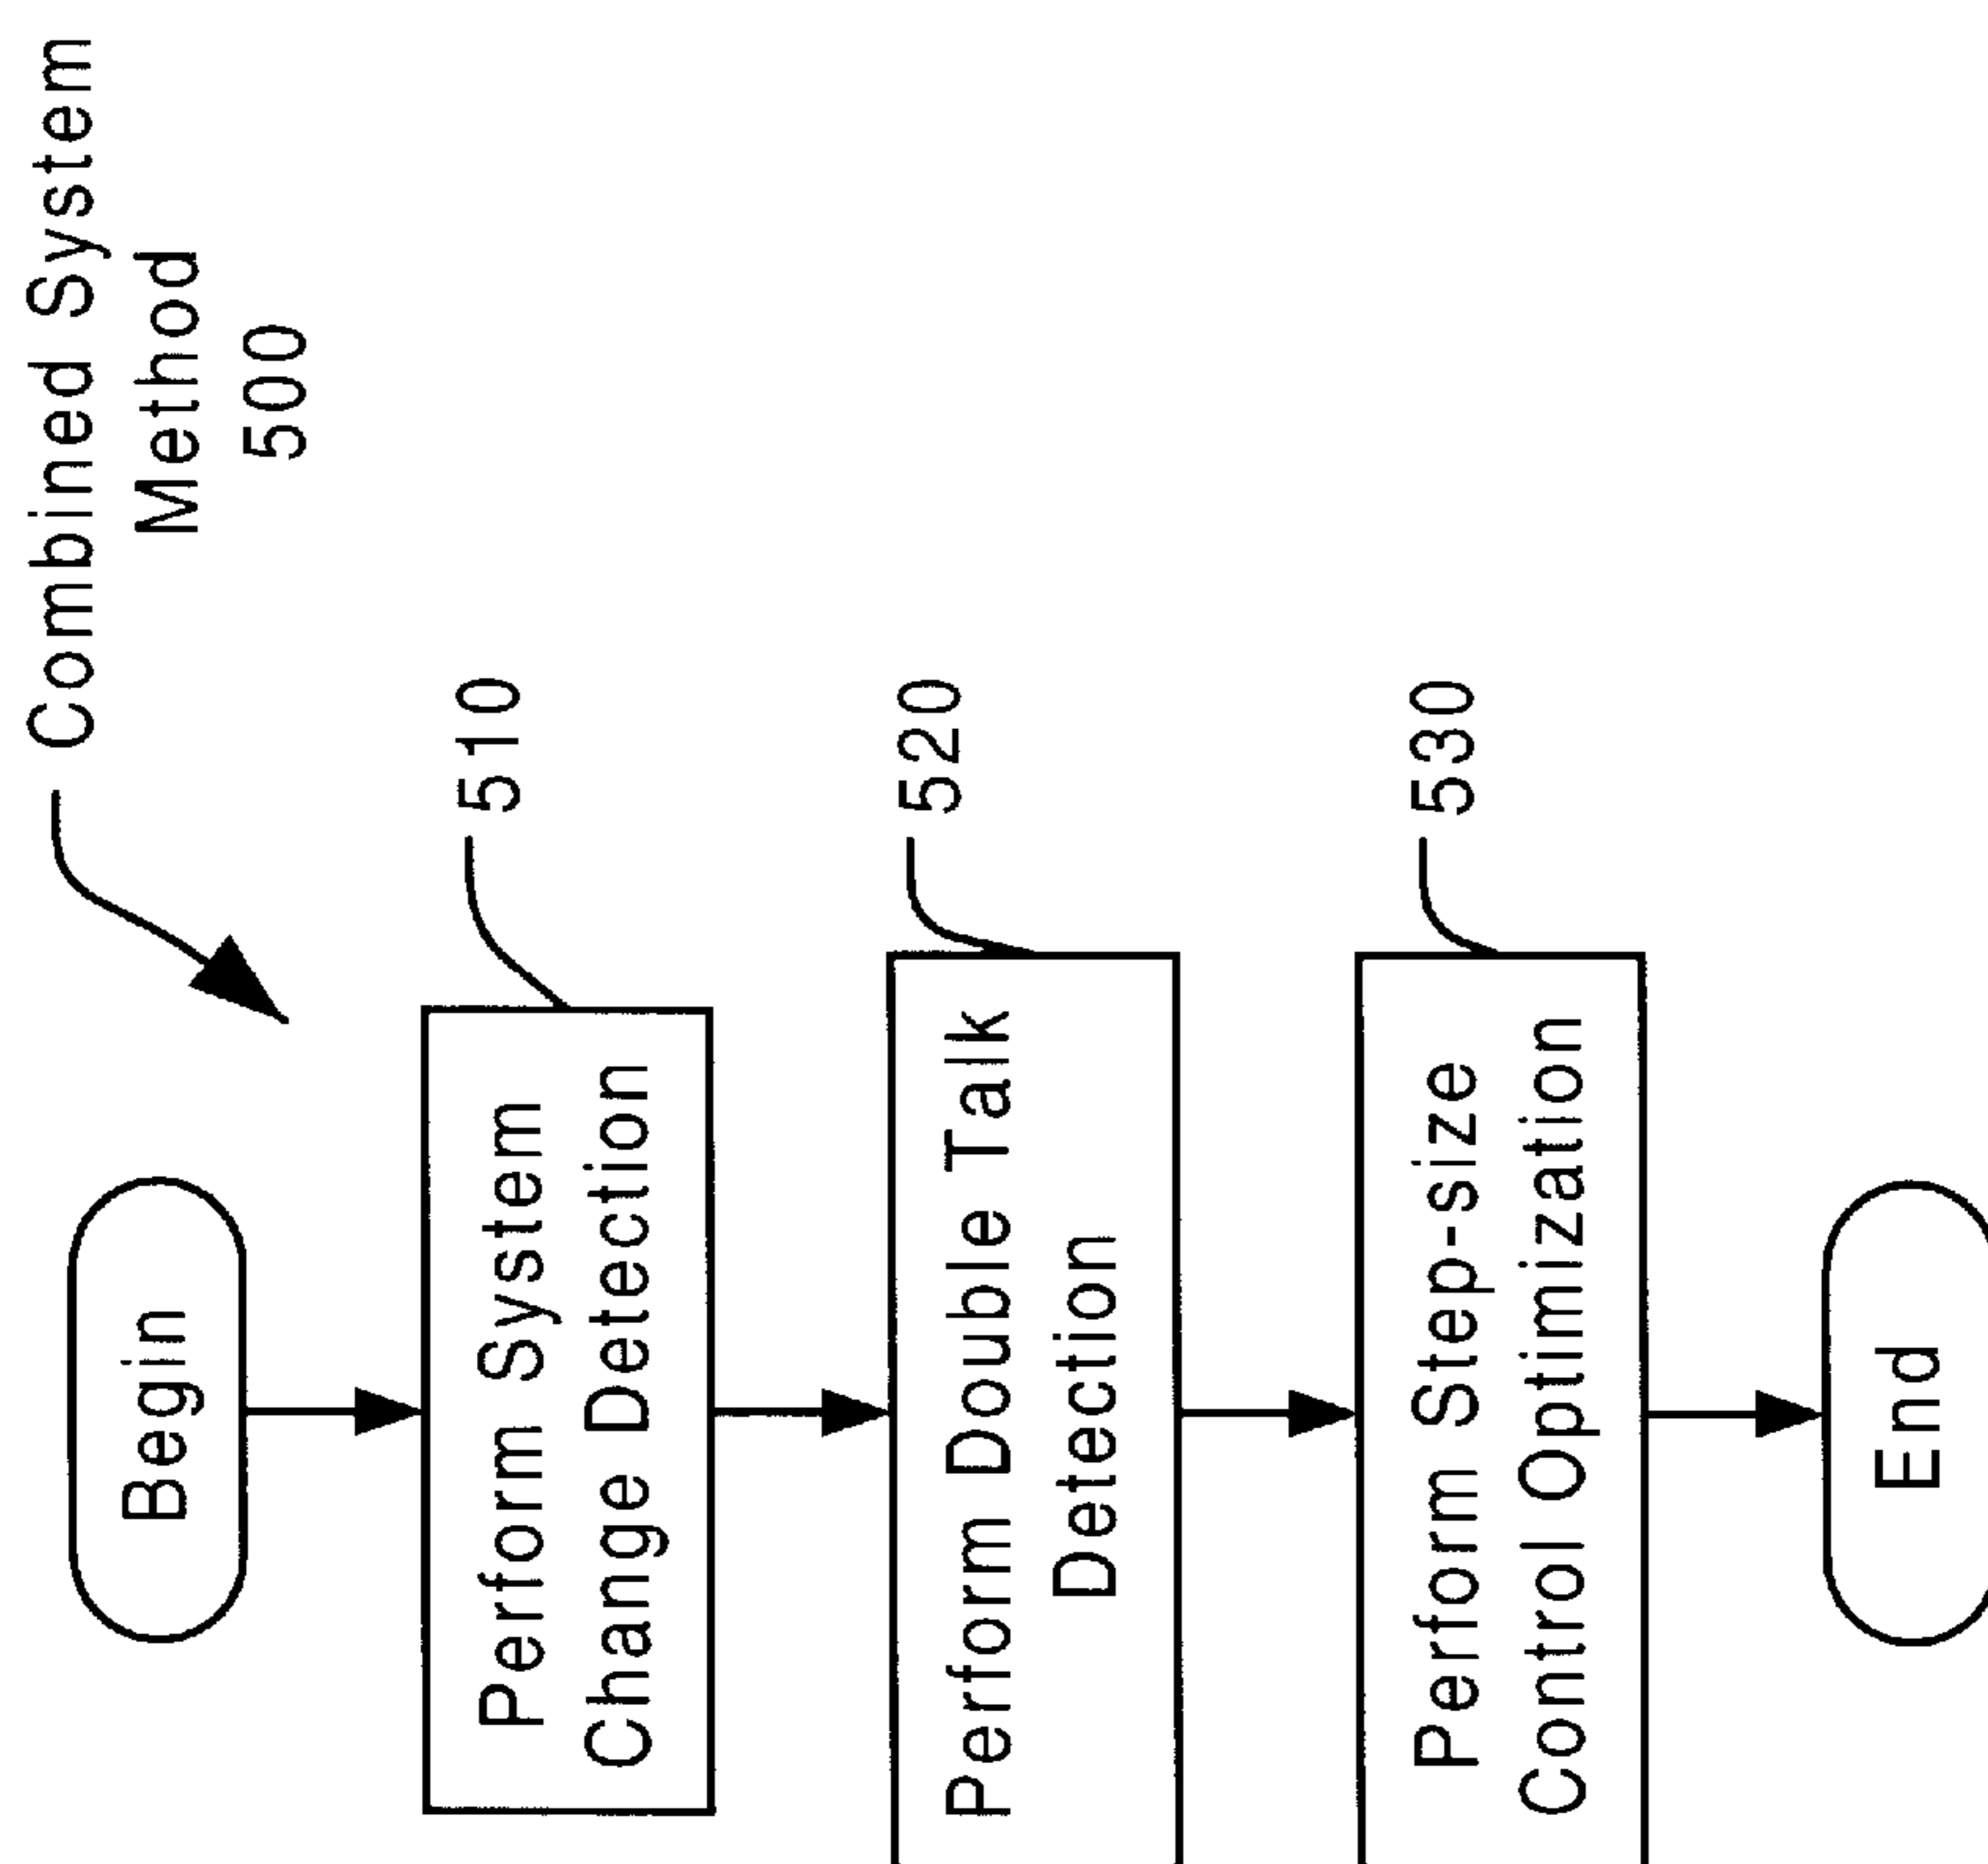 Combined System
Method
500
Begin
510
Perform System
Change Detection
520
Perform Double Talk
Detection
530
Perform Step-size
Control Optimization
End